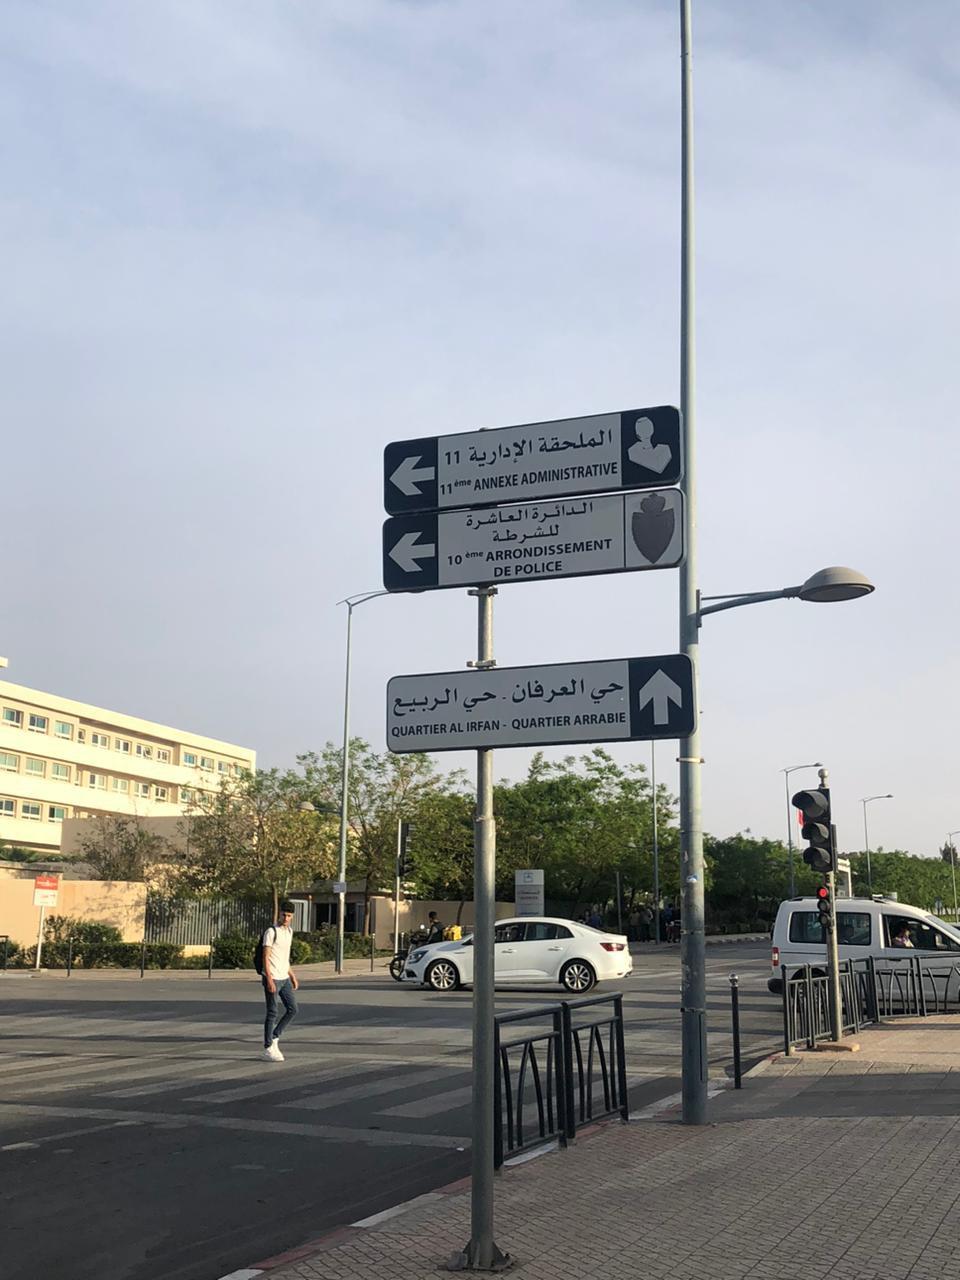 الملحقة الإدارية 11
11ème ANNEXE ADMINISTRATIVE
الدائرة العاشرة
للشرطة
10 ème ARRONDISSEMENT
DE POLICE
حي العرفان - حي الربيع
QUARTIER AL IRFAN - QUARTIER ARRABIE